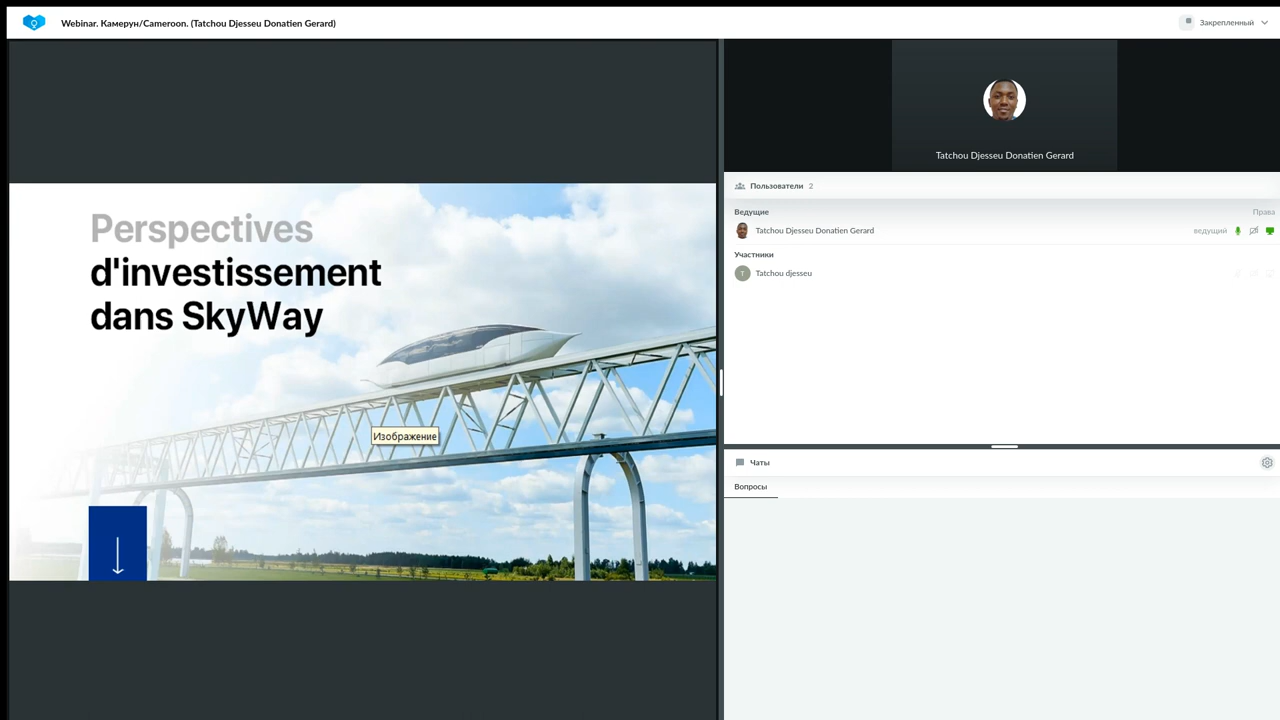 Webinar. Камерун/Cameroon. (Tatchou Djesseu Donatien Gerard)
Закрепленный
Perspectives
d'investissement
dans SkyWay
Изображение
Tatchou Djesseu Donatien Gerard
Пользователи 2
Ведущие Права
Tatchou Djesseu Donatien Gerard ведущий
Участники
T Tatchou djesseu
Чаты
Вопросы